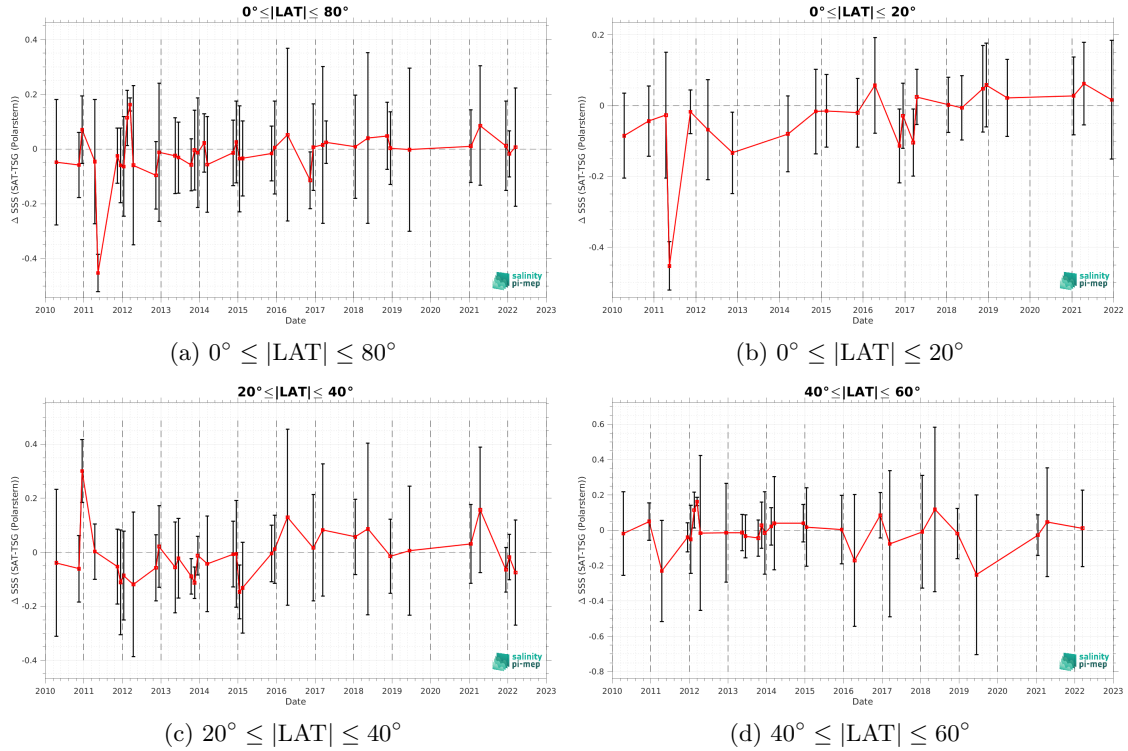 0°≤|LAT|≤ 80°
Δ SSS (SAT-TSG (Polarstern))
0.4
0.2
0
-0.2
-0.4
2010 2011 2012 2013 2014 2015 2016 2017 2018 2019 2020 2021 2022 2023
Date
salinity
pi-mep
(a) 0° ≤ |LAT| ≤ 80°
0°≤|LAT|≤ 20°
Δ SSS (SAT-TSG (Polarstern))
0.2
0
-0.2
-0.4
2010 2011 2012 2013 2014 2015 2016 2017 2018 2019 2020 2021 2022
Date
salinity
pi-mep
(b) 0° ≤ |LAT| ≤ 20°
20°≤|LAT|≤ 40°
Δ SSS (SAT-TSG (Polarstern))
0.4
0.2
0
-0.2
-0.4
2010 2011 2012 2013 2014 2015 2016 2017 2018 2019 2020 2021 2022 2023
Date
salinity
pi-mep
(c) 20° ≤ |LAT| ≤ 40°
40°≤|LAT|≤ 60°
Δ SSS (SAT-TSG (Polarstern))
0.6
0.4
0.2
0
-0.2
-0.4
-0.6
-0.8
2010 2011 2012 2013 2014 2015 2016 2017 2018 2019 2020 2021 2022 2023
Date
salinity
pi-mep
(d) 40° ≤ |LAT| ≤ 60°